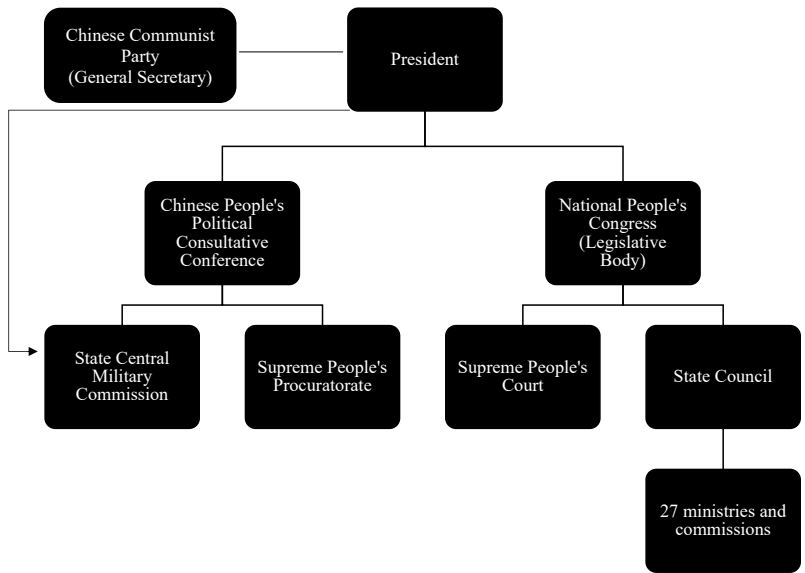 Chinese Communist
Party
(General Secretary)
President
Chinese People's
Political
Consultative
Conference
National People's
Congress
(Legislative
Body)
State Central
Military
Commission
Supreme People's
Procuratorate
Supreme People's
Court
State Council
27 ministries and
commissions